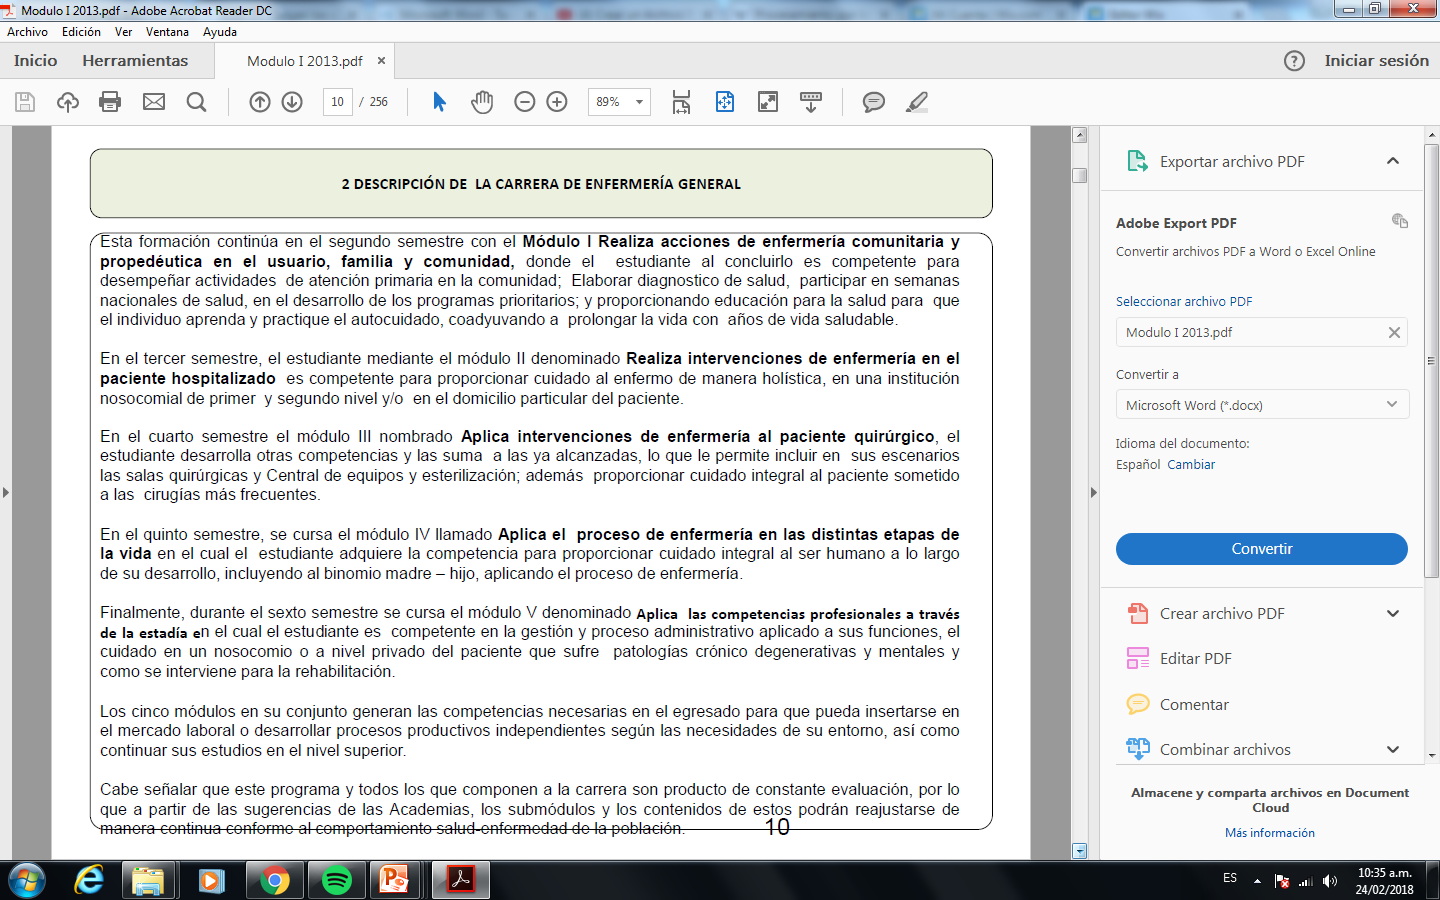 Modulo I 2013.pdf - Adobe Acrobat Reader DC
Archivo Edición Ver Ventana Ayuda
Inicio Herramientas Modulo I 2013.pdf × ? Iniciar sesión
10 / 256 89%
2 DESCRIPCIÓN DE LA CARRERA DE ENFERMERÍA GENERAL
Esta formación continúa en el segundo semestre con el Módulo I Realiza acciones de enfermería comunitaria y
propedéutica en el usuario, familia y comunidad, donde el estudiante al concluirlo es competente para
desempeñar actividades de atención primaria en la comunidad; Elaborar diagnostico de salud, participar en semanas
nacionales de salud, en el desarrollo de los programas prioritarios; y proporcionando educación para la salud para que
el individuo aprenda y practique el autocuidado, coadyuvando a prolongar la vida con años de vida saludable.
En el tercer semestre, el estudiante mediante el módulo II denominado Realiza intervenciones de enfermería en el
paciente hospitalizado es competente para proporcionar cuidado al enfermo de manera holística, en una institución
nosocomial de primer y segundo nivel y/o en el domicilio particular del paciente.
En el cuarto semestre el módulo III nombrado Aplica intervenciones de enfermería al paciente quirúrgico, el
estudiante desarrolla otras competencias y las suma a las ya alcanzadas, lo que le permite incluir en sus escenarios
las salas quirúrgicas y Central de equipos y esterilización; además proporcionar cuidado integral al paciente sometido
a las cirugías más frecuentes.
En el quinto semestre, se cursa el módulo IV llamado Aplica el proceso de enfermería en las distintas etapas de
la vida en el cual el estudiante adquiere la competencia para proporcionar cuidado integral al ser humano a lo largo
de su desarrollo, incluyendo al binomio madre – hijo, aplicando el proceso de enfermería.
Finalmente, durante el sexto semestre se cursa el módulo V denominado Aplica las competencias profesionales a través
de la estadía en el cual el estudiante es competente en la gestión y proceso administrativo aplicado a sus funciones, el
cuidado en un nosocomio o a nivel privado del paciente que sufre patologías crónico degenerativas y mentales y
como se interviene para la rehabilitación.
Los cinco módulos en su conjunto generan las competencias necesarias en el egresado para que pueda insertarse en
el mercado laboral o desarrollar procesos productivos independientes según las necesidades de su entorno, así como
continuar sus estudios en el nivel superior.
Cabe señalar que este programa y todos los que componen a la carrera son producto de constante evaluación, por lo
que a partir de las sugerencias de las Academias, los submódulos y los contenidos de estos podrán reajustarse de
manera continua conforme al comportamiento salud-enfermedad de la población.
10
Exportar archivo PDF
Adobe Export PDF
Convertir archivos PDF a Word o Excel Online
Seleccionar archivo PDF
Modulo I 2013.pdf
Convertir a
Microsoft Word (*.docx)
Idioma del documento:
Español Cambiar
Convertir
Crear archivo PDF
Editar PDF
Comentar
Combinar archivos
Almacene y comparta archivos en Document
Cloud
Más información
ES
10:35 a.m.
24/02/2018